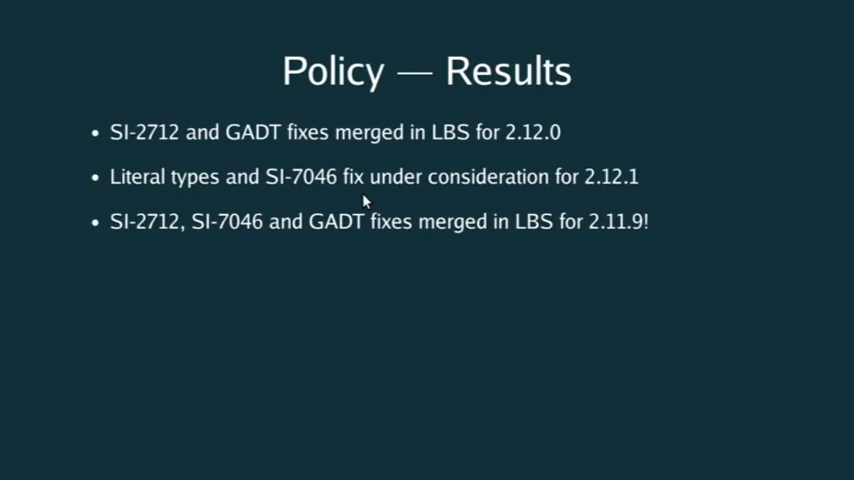 Policy — Results
• SI-2712 and GADT fixes merged in LBS for 2.12.0
• Literal types and SI-7046 fix under consideration for 2.12.1
• SI-2712, SI-7046 and GADT fixes merged in LBS for 2.11.9!